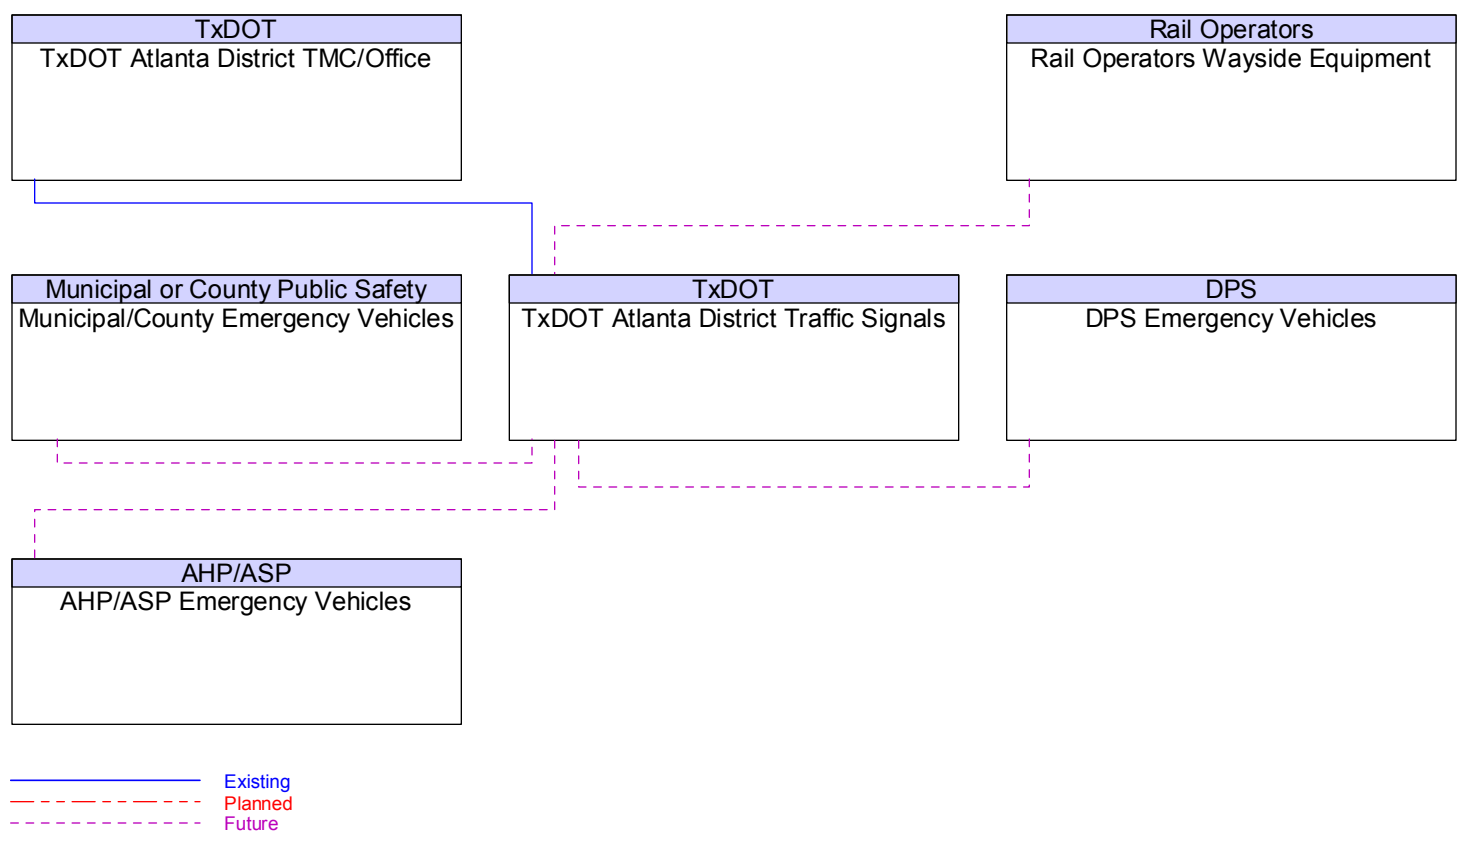 TxDOT
TxDOT Atlanta District TMC/Office
Rail Operators
Rail Operators Wayside Equipment
Municipal or County Public Safety
Municipal/County Emergency Vehicles
TxDOT
TxDOT Atlanta District Traffic Signals
DPS
DPS Emergency Vehicles
AHP/ASP
AHP/ASP Emergency Vehicles
Existing
Planned
Future